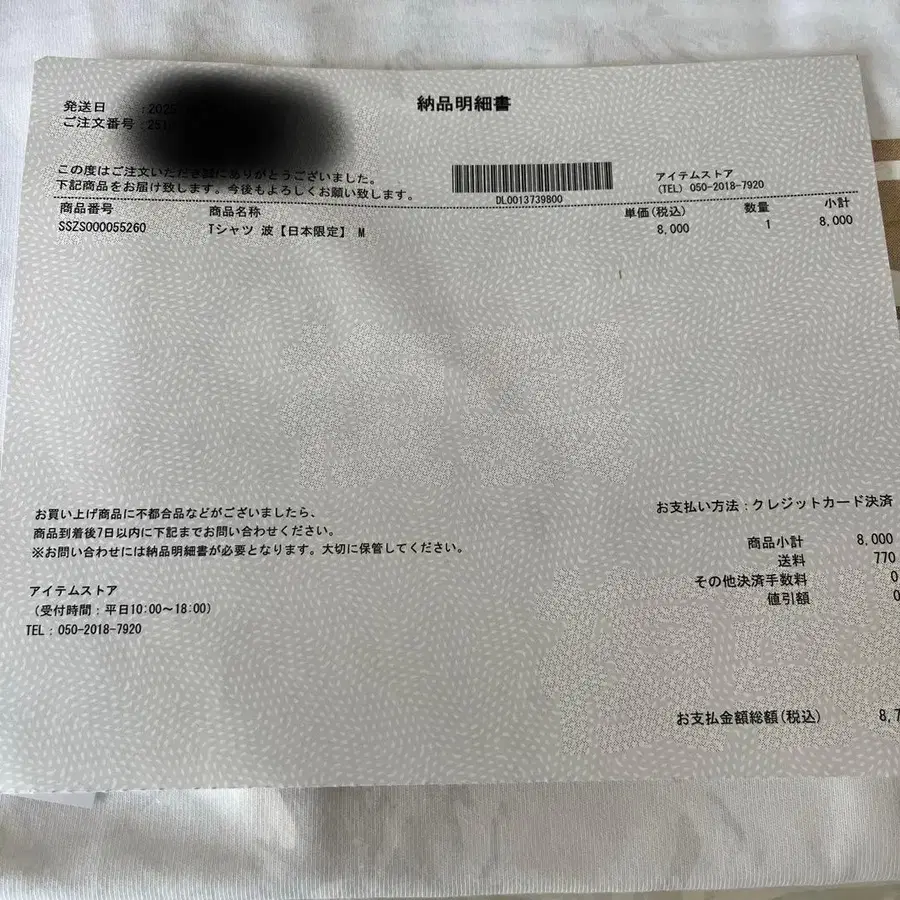 納品明細書
発送日 :2025
ご注文番号:251
この度はご注文いただき誠にありがとうございました。
下記商品をお届け致します。今後もよろしくお願い致します。
DL0013739800
アイテムストア
(TEL) 050-2018-7920
商品番号 商品名称 単価(税込) 数量 小計
SSZS000055260 Tシャツ 波【日本限定】 M 8,000 1 8,000
お買い上げ商品に不都合品などがございましたら、
商品到着後7日以内に下記までお問い合わせください。
※お問い合わせには納品明細書が必要となります。大切に保管してください。
アイテムストア
(受付時間:平日10:00～18:00)
TEL:050-2018-7920
お支払い方法:クレジットカード決済
商品小計 8,000
送料 770
その他決済手数料 0
値引額 0
お支払金額総額(税込) 8,7